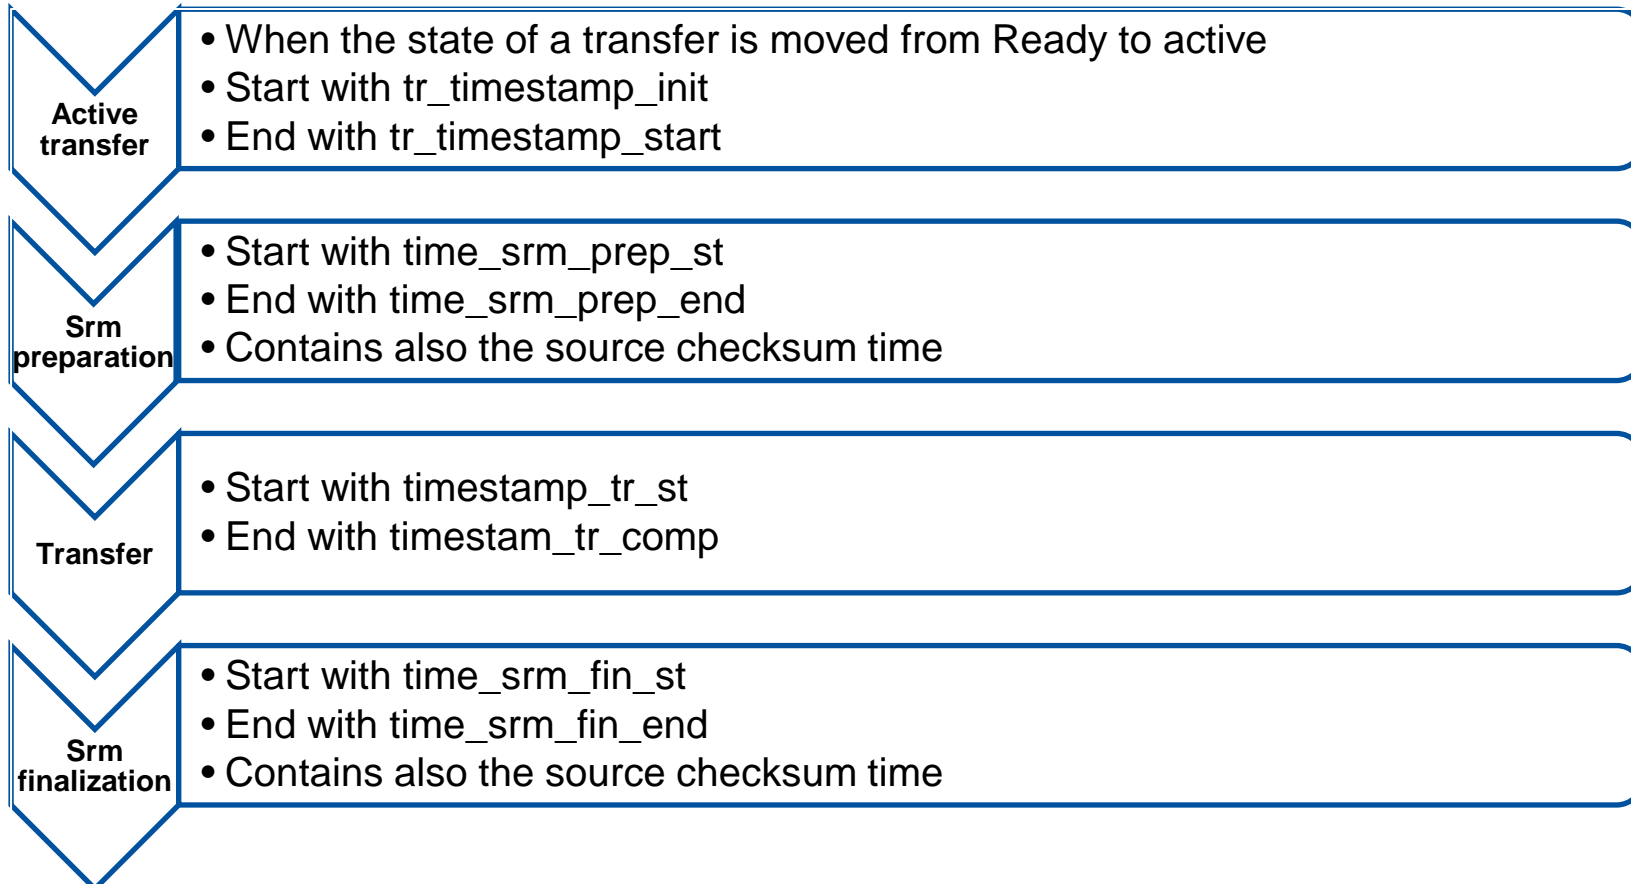 Active
transfer
• When the state of a transfer is moved from Ready to active
• Start with tr_timestamp_init
• End with tr_timestamp_start
Srm
preparation
• Start with time_srm_prep_st
• End with time_srm_prep_end
• Contains also the source checksum time
Transfer
• Start with timestamp_tr_st
• End with timestam_tr_comp
Srm
finalization
• Start with time_srm_fin_st
• End with time_srm_fin_end
• Contains also the source checksum time